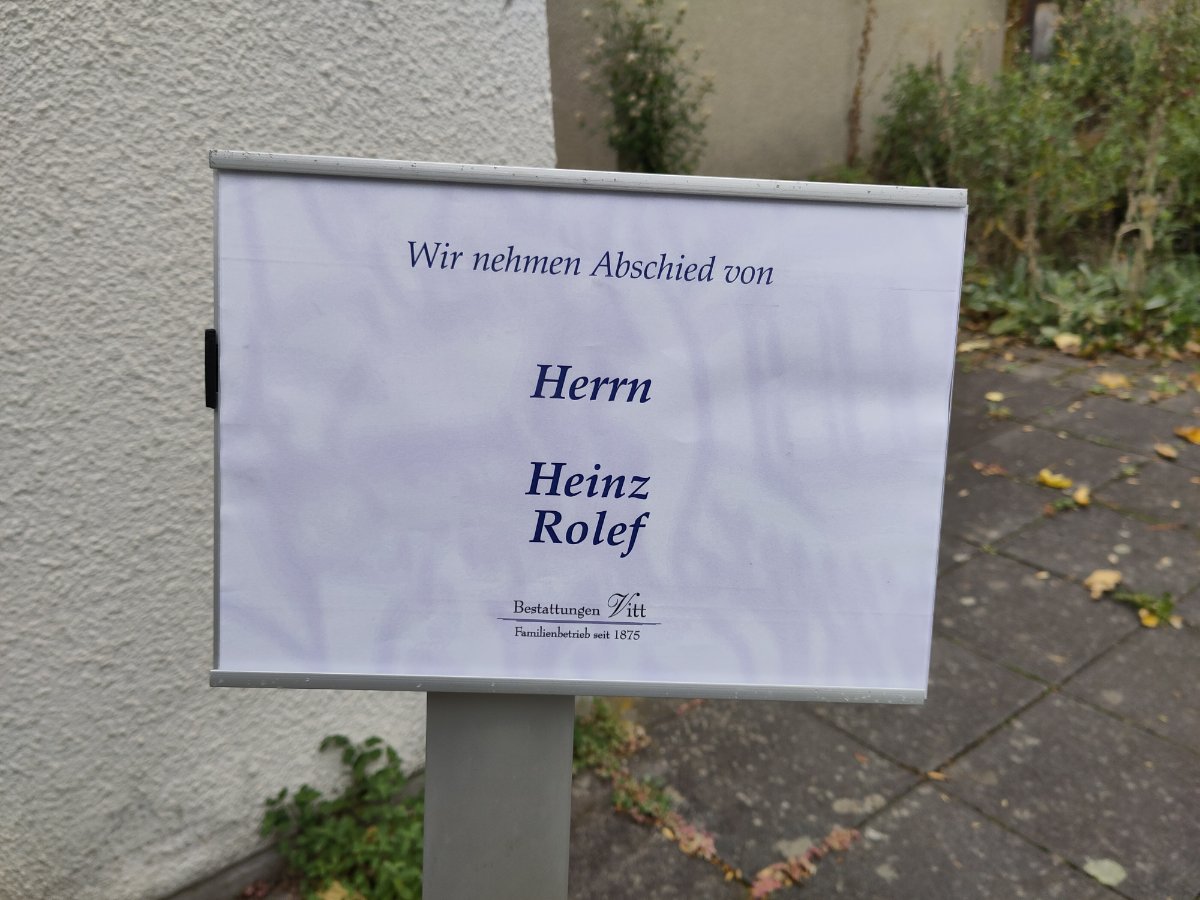 Wir nehmen Abschied von
Herrn
Heinz
Rolef
Bestattungen Vitt
Familienbetrieb seit 1875